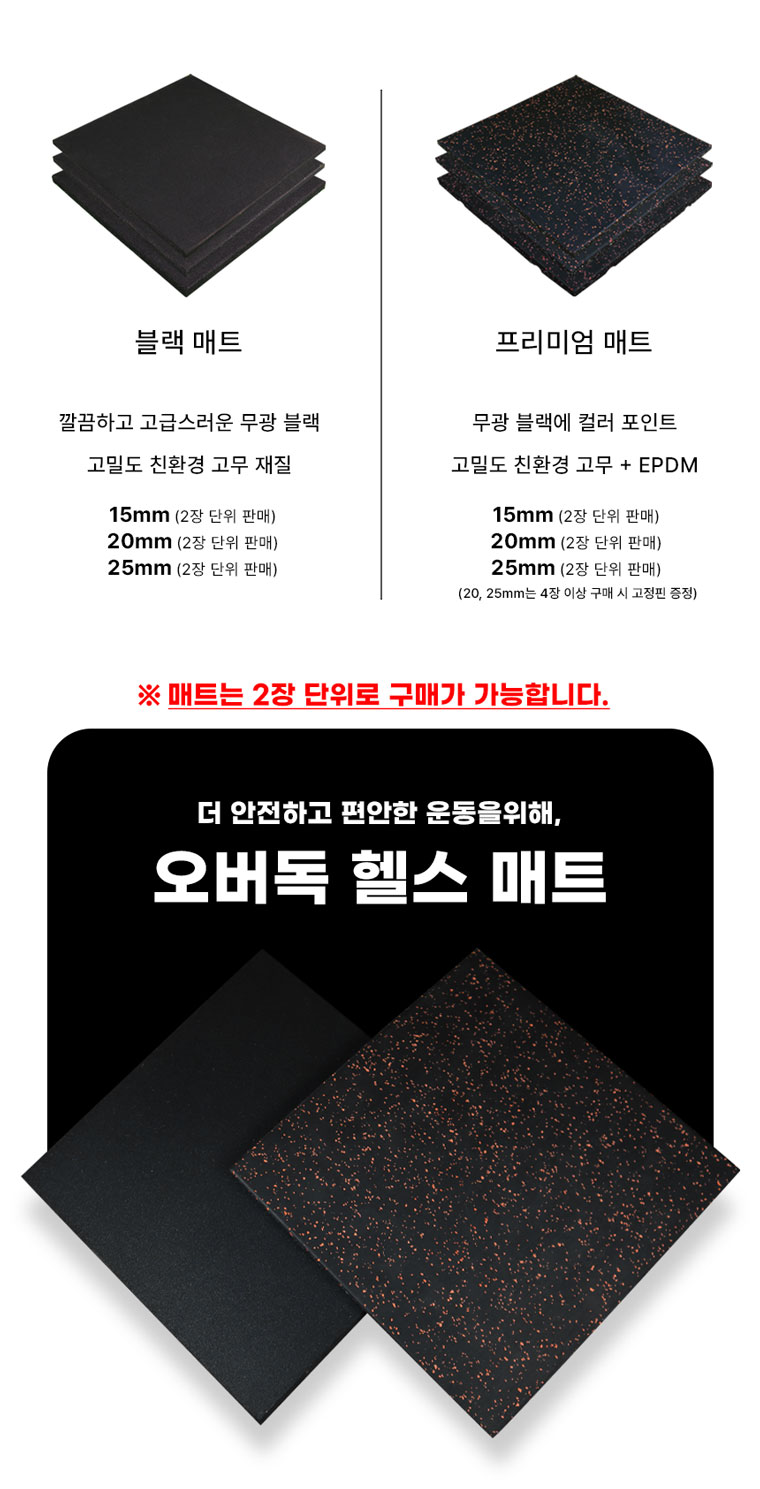 블랙 매트
깔끔하고 고급스러운 무광 블랙
고밀도 친환경 고무 재질
15mm (2장 단위 판매)
20mm (2장 단위 판매)
25mm (2장 단위 판매)
프리미엄 매트
무광 블랙에 컬러 포인트
고밀도 친환경 고무 + EPDM
15mm (2장 단위 판매)
20mm (2장 단위 판매)
25mm (2장 단위 판매)
(20, 25mm는 4장 이상 구매 시 고정핀 증정)
※ 매트는 2장 단위로 구매가 가능합니다.
더 안전하고 편안한 운동을위해,
오버독 헬스 매트